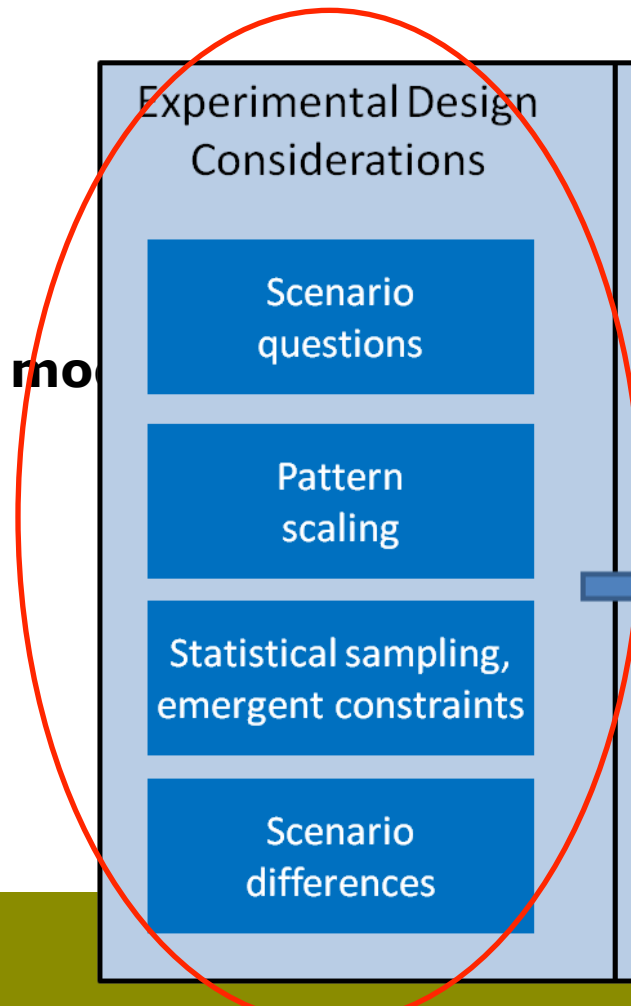 Experimental Design
Considerations
Scenario
questions
Pattern
scaling
Statistical sampling,
emergent constraints
Scenario
differences